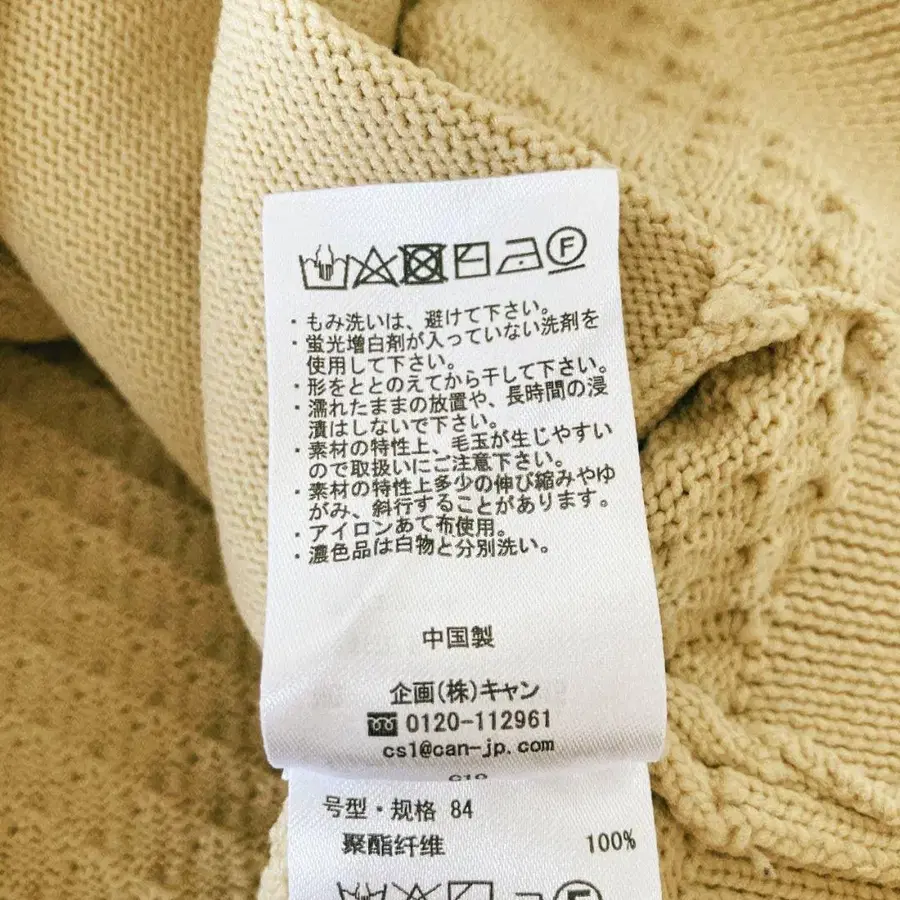 F
・もみ洗いは、避けて下さい。
・蛍光増白剤が入っていない洗剤を
使用して下さい。
・形をととのえてから干して下さい。
・濡れたままの放置や、長時間の浸
漬はしないで下さい。
・素材の特性上、毛玉が生じやすい
ので取扱いにご注意下さい。
・素材の特性上多少の伸び縮みやゆ
がみ、斜行することがあります。
・アイロンあて布使用。
・濃色品は白物と分別洗い。
中国製
企画(株)キャン
0120-112961
cs1@can-jp.com
号型・规格 84
聚酯纤维 100%